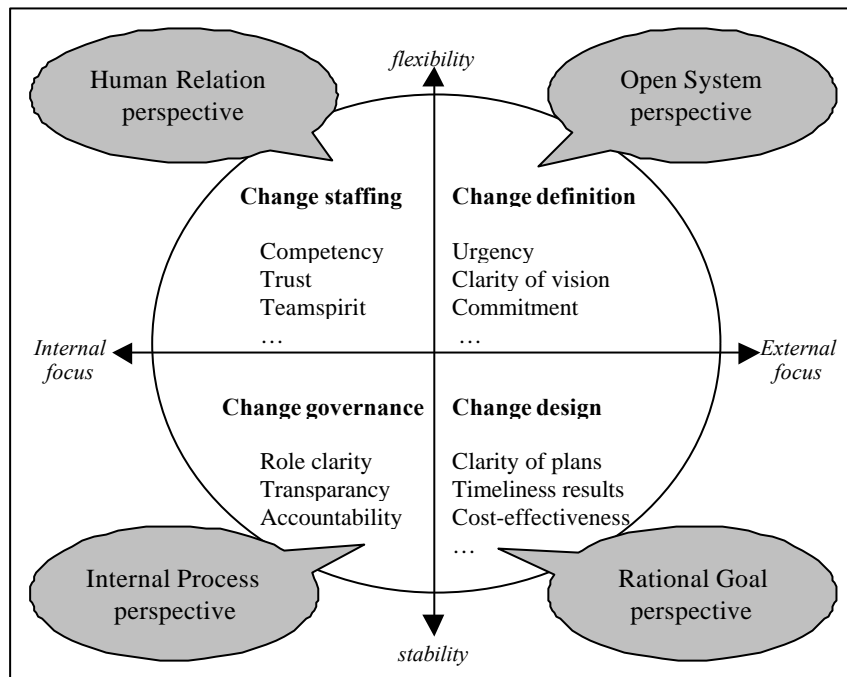 flexibility
Human Relation
perspective
Open System
perspective
Change staffing
Competency
Trust
Teamspirit
…
Change definition
Urgency
Clarity of vision
Commitment
…
Internal
focus
External
focus
Change governance
Role clarity
Transparancy
Accountability
Change design
Clarity of plans
Timeliness results
Cost-effectiveness
…
Internal Process
perspective
Rational Goal
perspective
stability